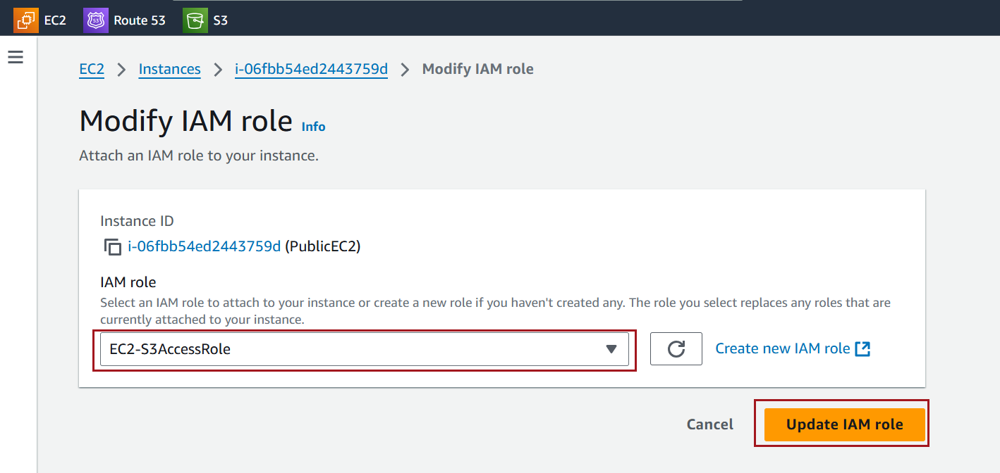 EC2 Route 53 S3
EC2 > Instances > i-06fbb54ed2443759d > Modify IAM role
Modify IAM role Info
Attach an IAM role to your instance.
Instance ID
i-06fbb54ed2443759d (PublicEC2)
IAM role
Select an IAM role to attach to your instance or create a new role if you haven't created any. The role you select replaces any roles that are
currently attached to your instance.
EC2-S3AccessRole
Create new IAM role
Cancel Update IAM role